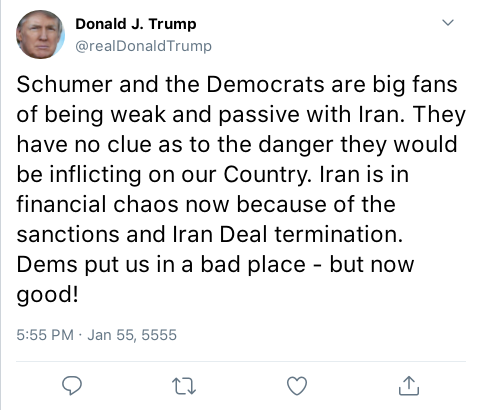 Donald J. Trump
@realDonaldTrump
Schumer and the Democrats are big fans
of being weak and passive with Iran. They
have no clue as to the danger they would
be inflicting on our Country. Iran is in
financial chaos now because of the
sanctions and Iran Deal termination.
Dems put us in a bad place - but now
good!
5:55 PM · Jan 55, 5555